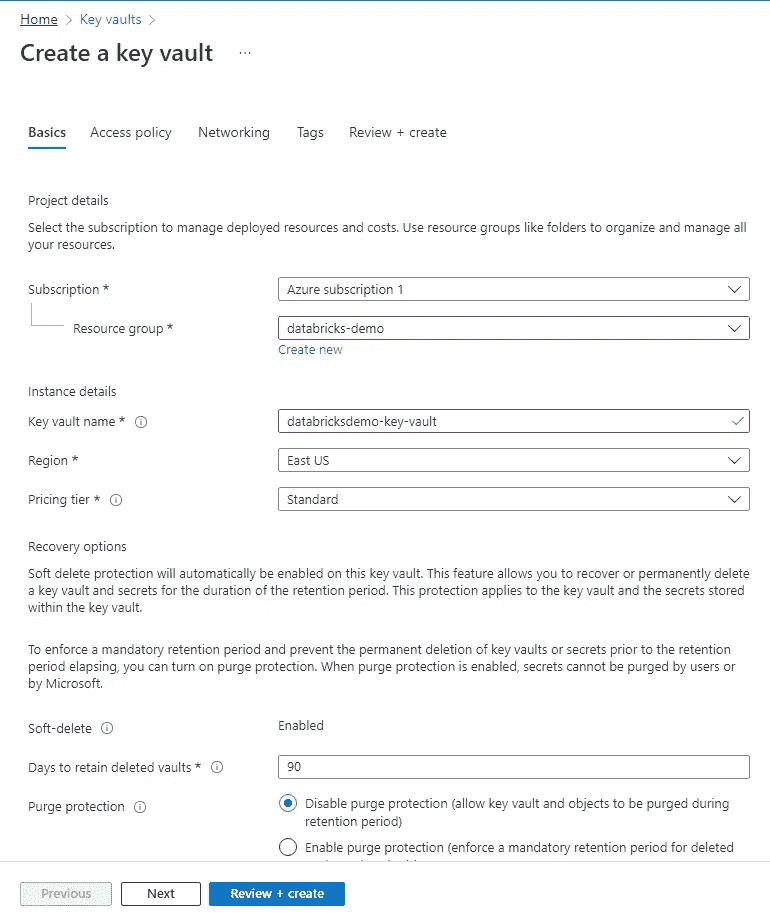 Home > Key vaults >
Create a key vault ...
Basics Access policy Networking Tags Review + create
Project details
Select the subscription to manage deployed resources and costs. Use resource groups like folders to organize and manage all
your resources.
Subscription * Azure subscription 1
Resource group * databricks-demo
Create new
Instance details
Key vault name * databricksdemo-key-vault
Region * East US
Pricing tier * Standard
Recovery options
Soft delete protection will automatically be enabled on this key vault. This feature allows you to recover or permanently delete
a key vault and secrets for the duration of the retention period. This protection applies to the key vault and the secrets stored
within the key vault.
To enforce a mandatory retention period and prevent the permanent deletion of key vaults or secrets prior to the retention
period elapsing, you can turn on purge protection. When purge protection is enabled, secrets cannot be purged by users or
by Microsoft.
Soft-delete Enabled
Days to retain deleted vaults * 90
Purge protection Disable purge protection (allow key vault and objects to be purged during
retention period)
Enable purge protection (enforce a mandatory retention period for deleted
Previous Next Review + create